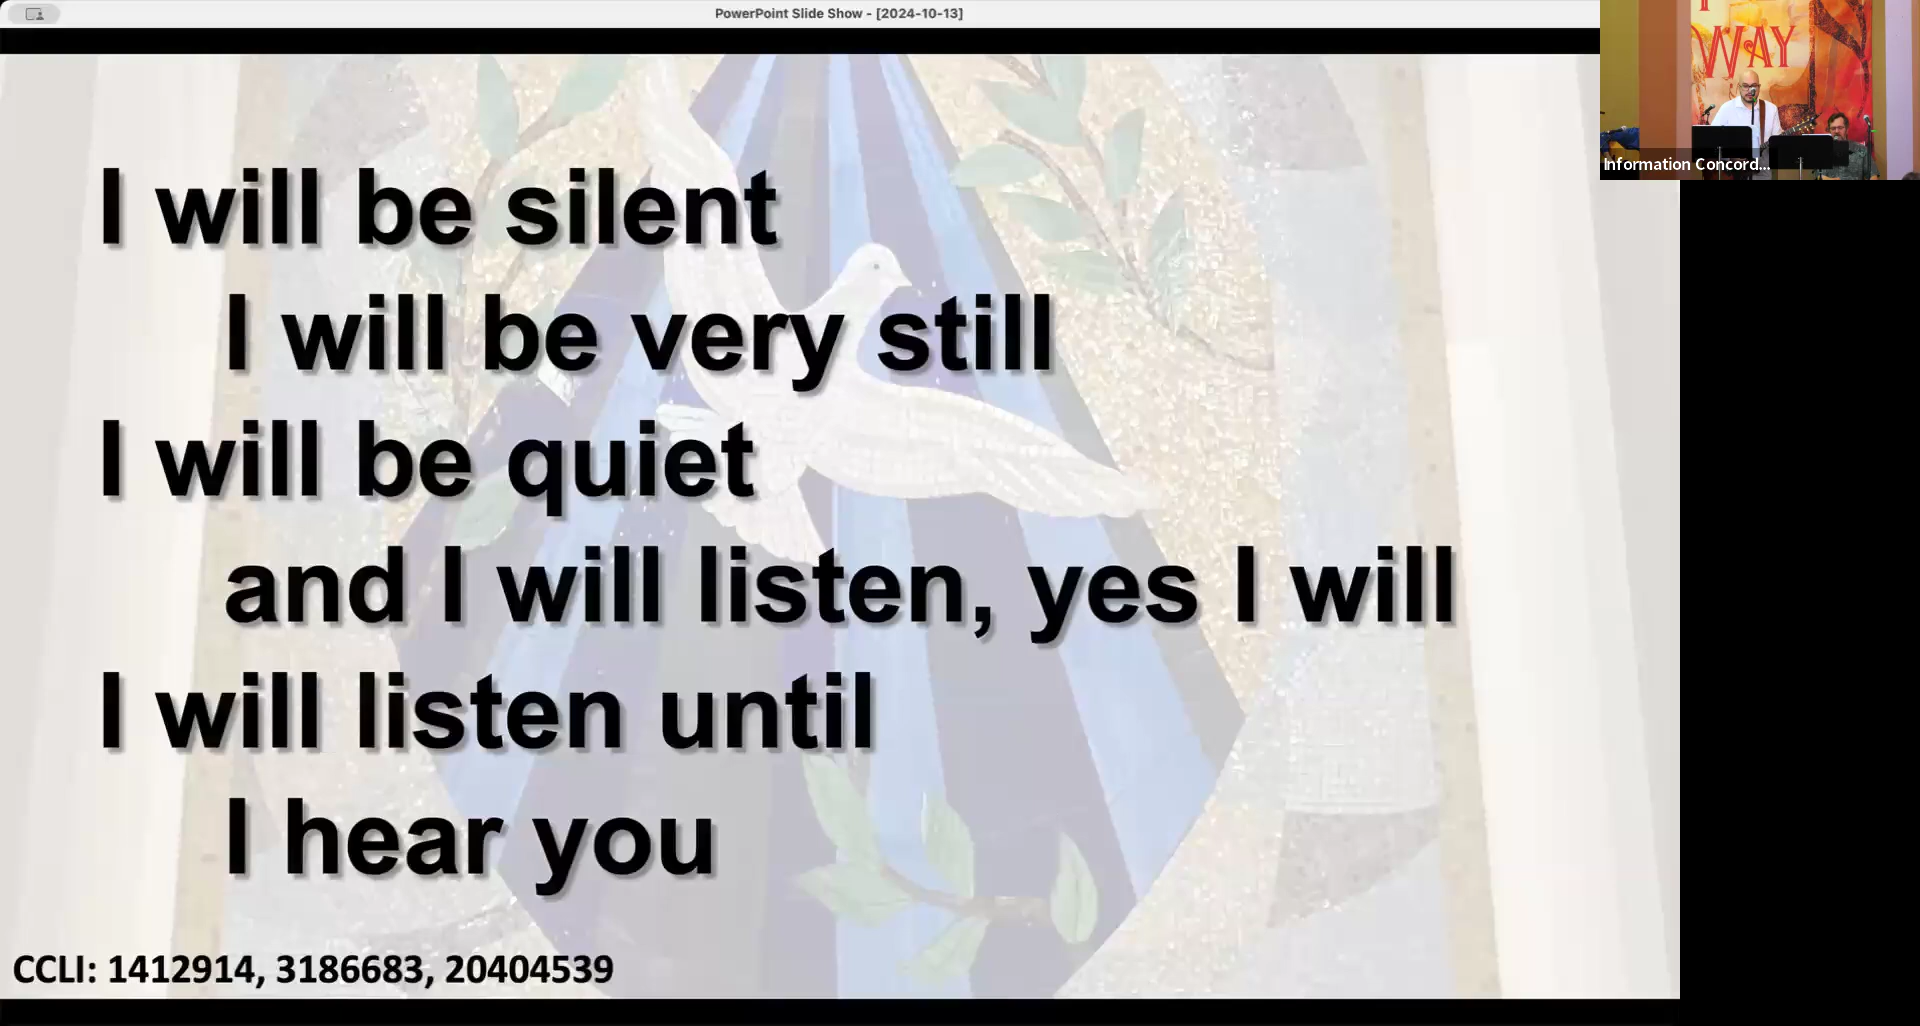 PowerPoint Slide Show - [2024-10-13]
WAY
Information Concord...
I will be silent
I will be very still
I will be quiet
and I will listen, yes I will
I will listen until
I hear you
CCLI: 1412914, 3186683, 20404539